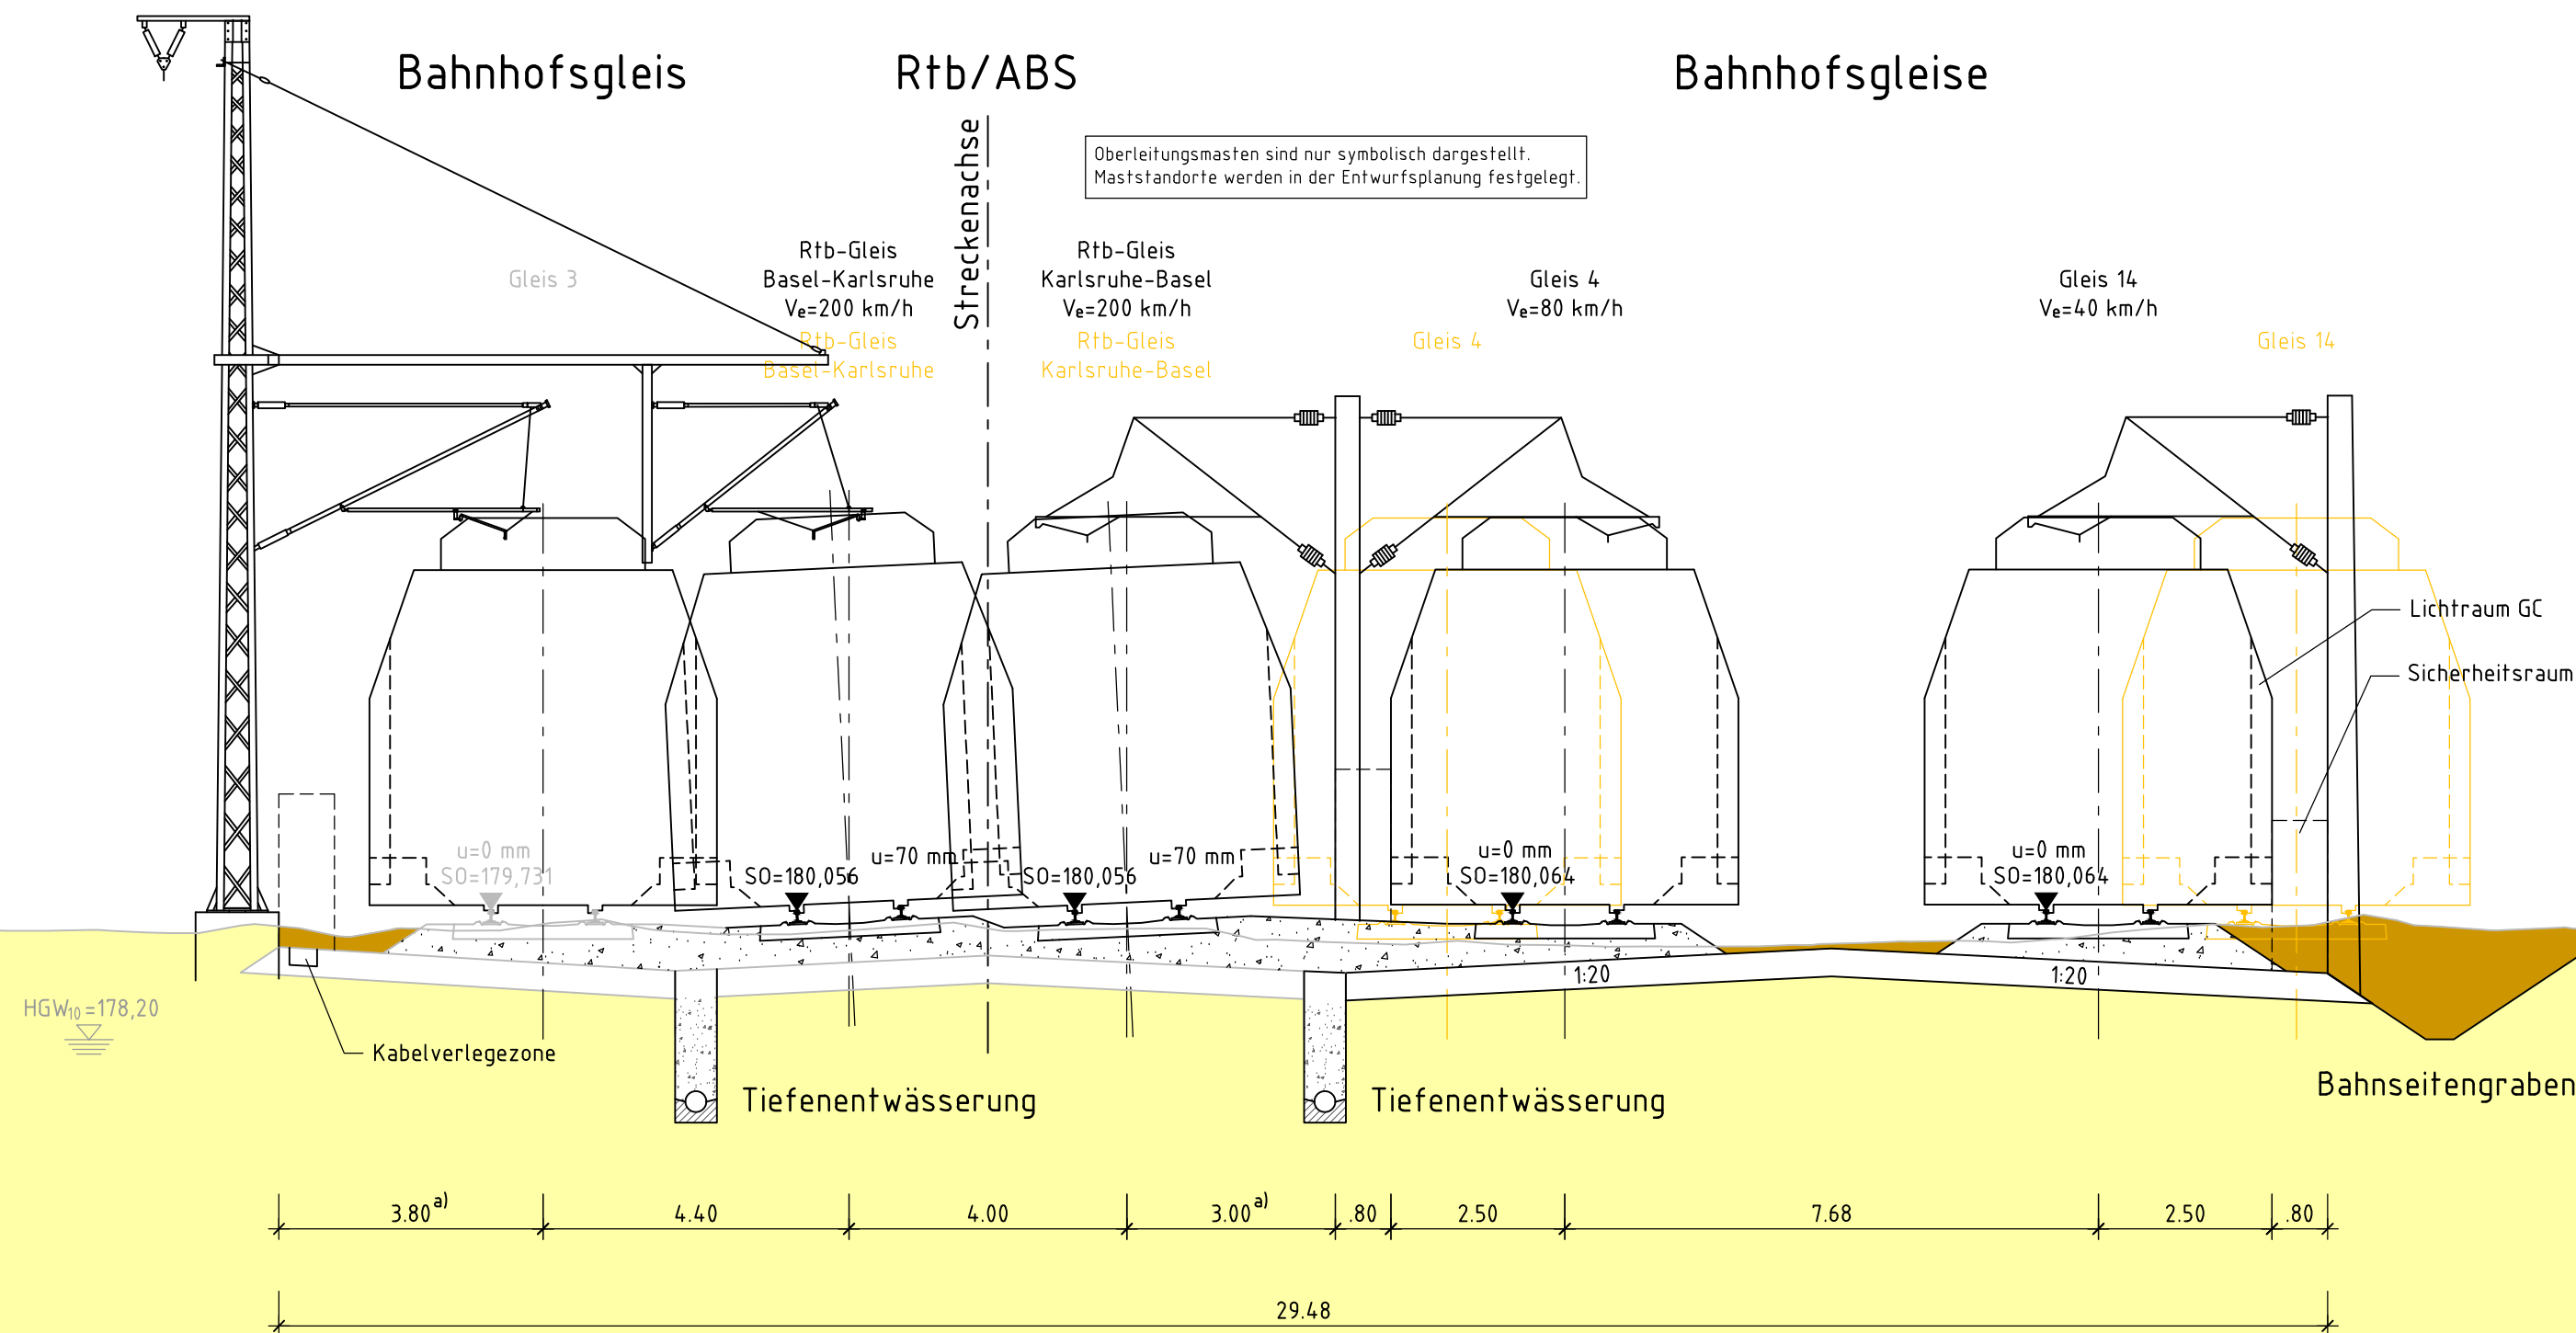 Bahnhofsgleis
Rtb/ABS
Bahnhofsgleise
Streckenachse
Oberleitungsmasten sind nur symbolisch dargestellt.
Maststandorte werden in der Entwurfsplanung festgelegt.
Gleis 3
Rtb-Gleis
Basel-Karlsruhe
Ve=200 km/h
Rtb-Gleis
Basel-Karlsruhe
Rtb-Gleis
Karlsruhe-Basel
Ve=200 km/h
Rtb-Gleis
Karlsruhe-Basel
Gleis 4
Ve=80 km/h
Gleis 4
Gleis 14
Ve=40 km/h
Gleis 14
Lichtraum GC
Sicherheitsraum
u=0 mm
SO=179,731
u=70 mm
SO=180,056
u=70 mm
SO=180,056
u=0 mm
SO=180,064
u=0 mm
SO=180,064
1:20
1:20
HGW10=178,20
Kabelverlegezone
Tiefenentwässerung
Tiefenentwässerung
Bahnseitengraben
3.80 a)
4.40
4.00
3.00 a)
.80
2.50
7.68
2.50
.80
29.48